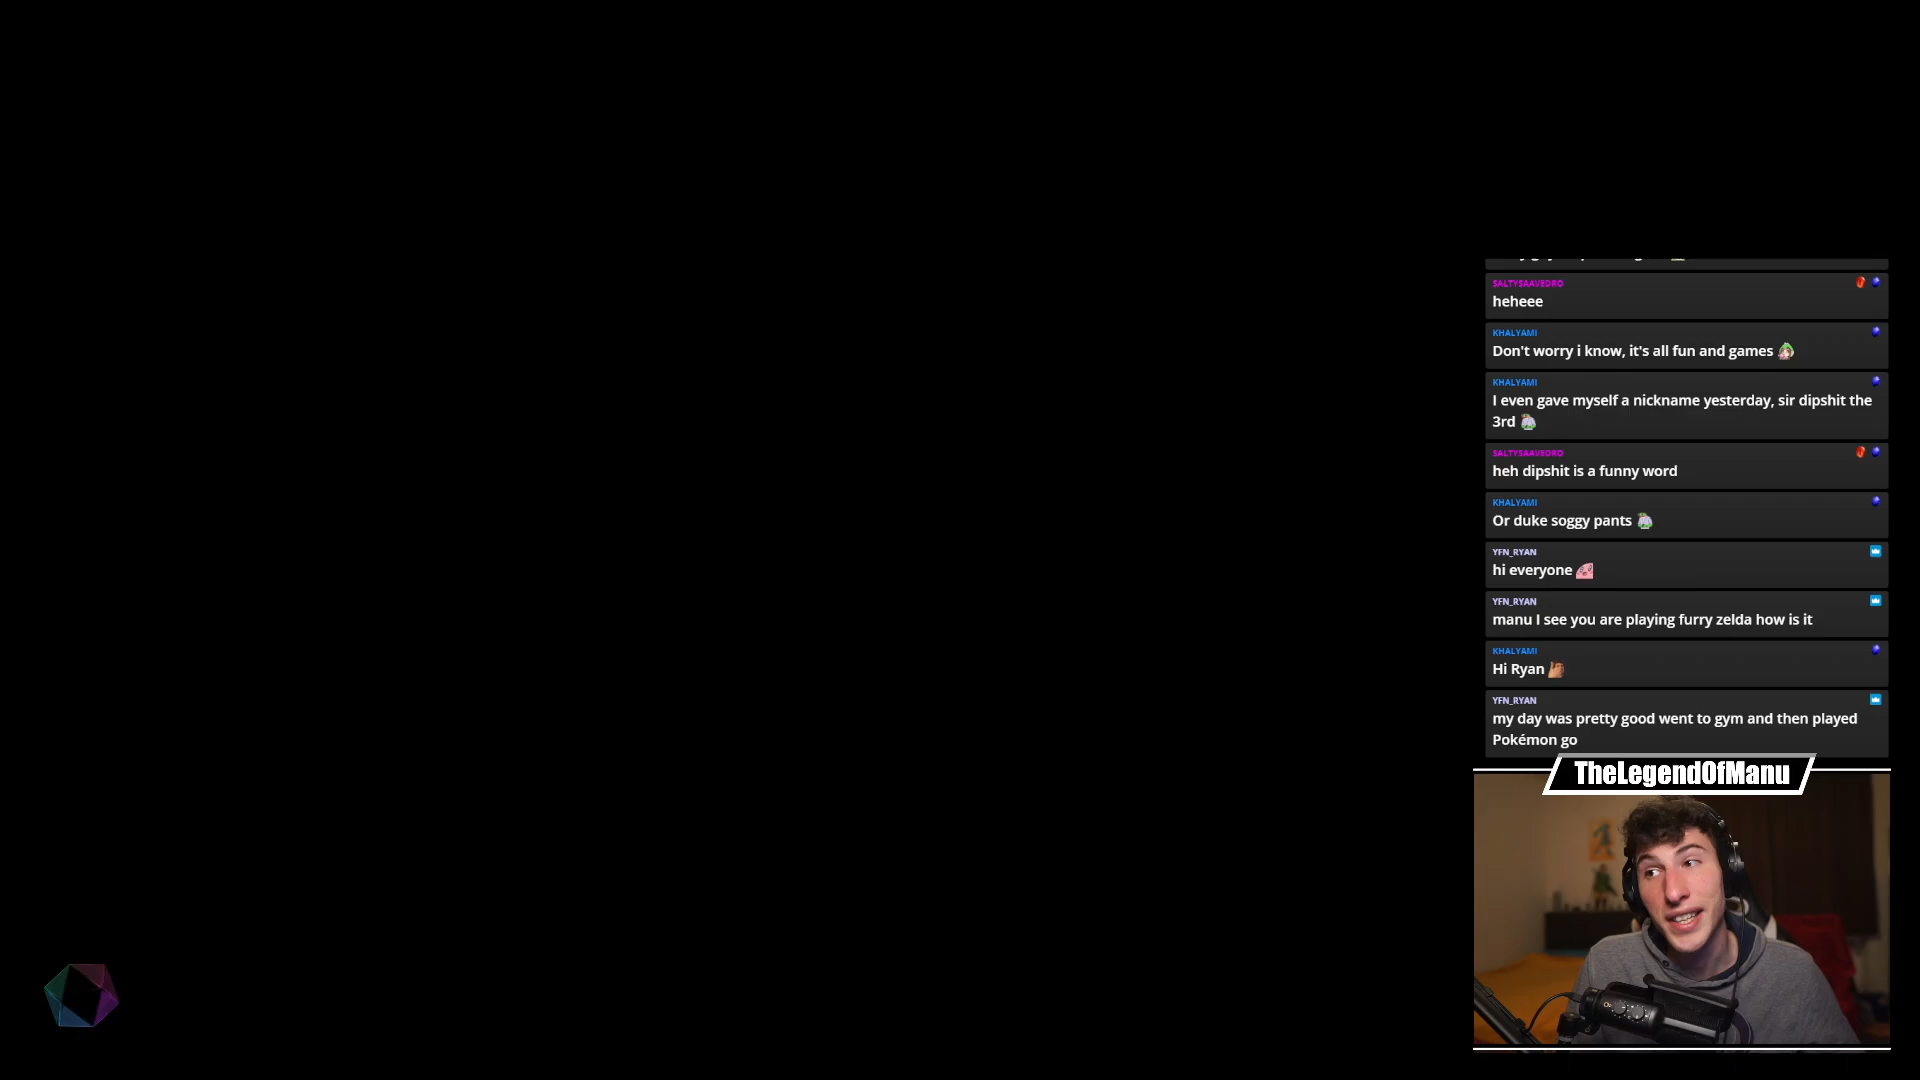 SALTYSAAVEDRO
heheee
KHALYAMI
Don't worry i know, it's all fun and games
KHALYAMI
I even gave myself a nickname yesterday, sir dipshit the
3rd
SALTYSAAVEDRO
heh dipshit is a funny word
KHALYAMI
Or duke soggy pants
YFN_RYAN
hi everyone
YFN_RYAN
manu I see you are playing furry zelda how is it
KHALYAMI
Hi Ryan
YFN_RYAN
my day was pretty good went to gym and then played
Pokémon go
TheLegendOfManu